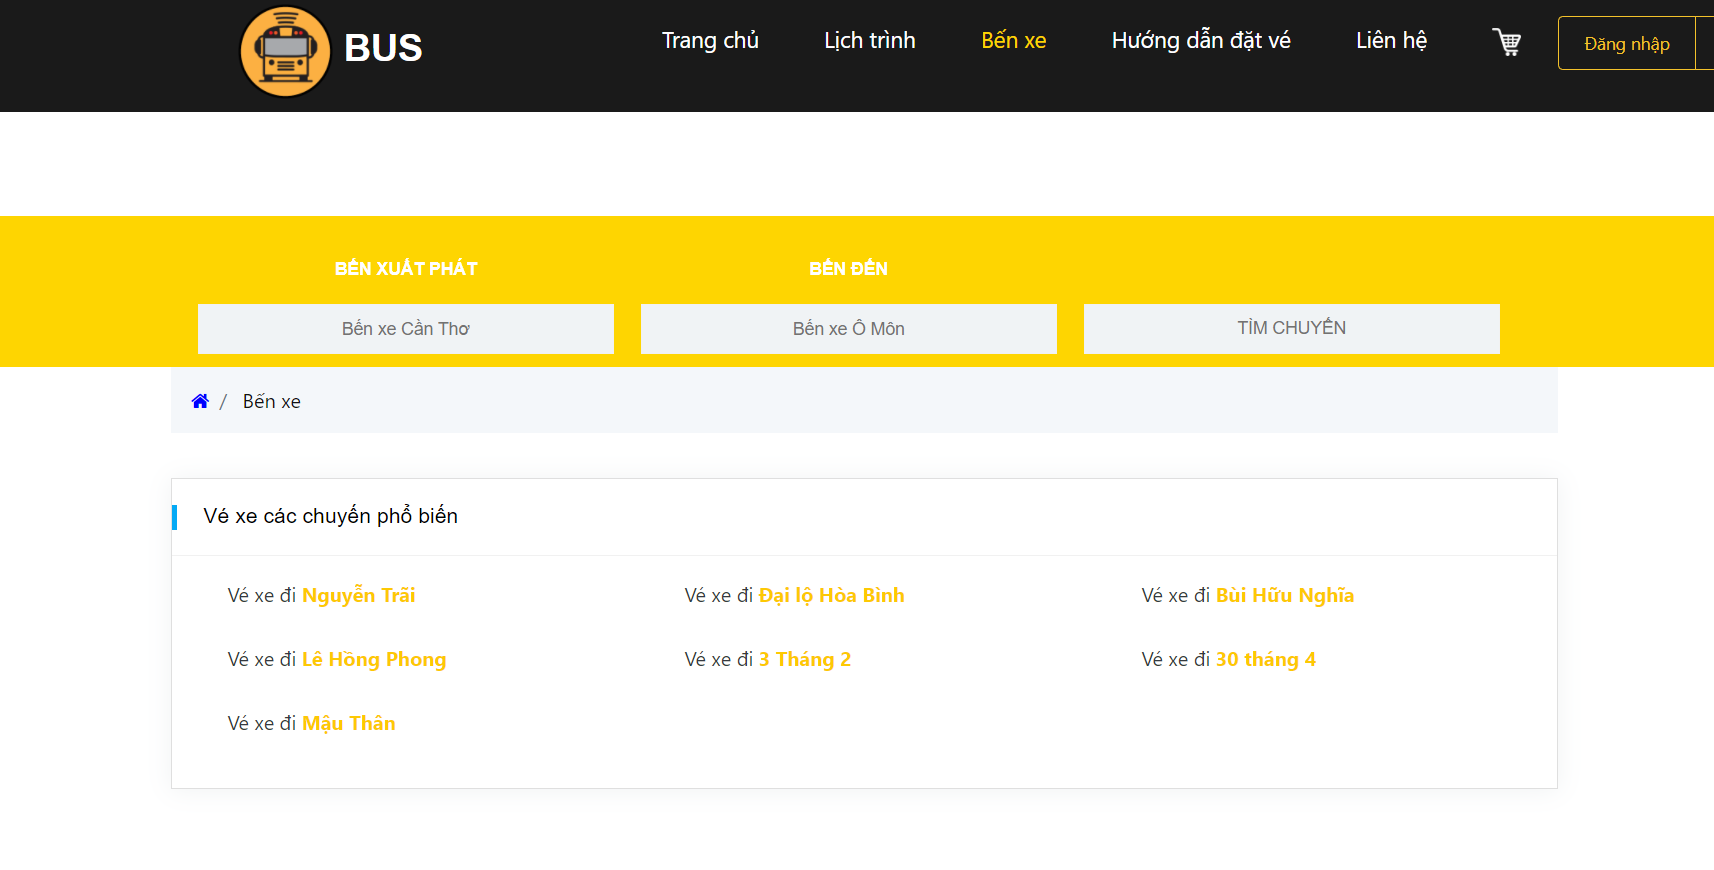 BUS
Trang chủ Lịch trình Bến xe Hướng dẫn đặt vé Liên hệ Đăng nhập
BẾN XUẤT PHÁT BẾN ĐẾN
Bến xe Cần Thơ Bến xe Ô Môn TÌM CHUYẾN
/ Bến xe
Vé xe các chuyến phổ biến
Vé xe đi Nguyễn Trãi Vé xe đi Đại lộ Hòa Bình Vé xe đi Bùi Hữu Nghĩa
Vé xe đi Lê Hồng Phong Vé xe đi 3 Tháng 2 Vé xe đi 30 tháng 4
Vé xe đi Mậu Thân